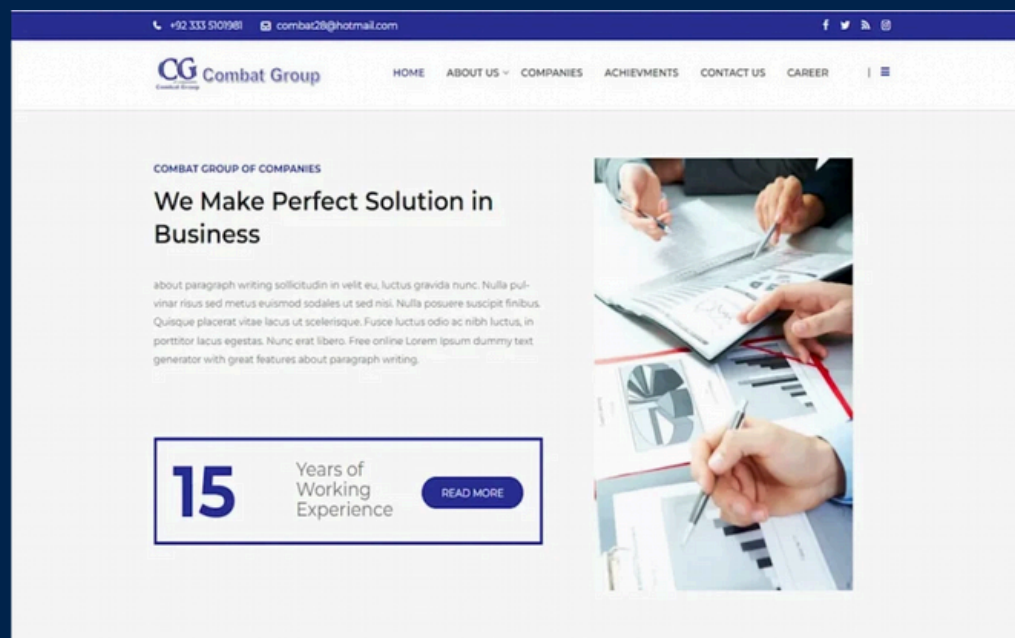 +92 333 5101981 combat28@hotmail.com
CG Combat Group
Combat Group
HOME ABOUT US COMPANIES ACHIEVMENTS CONTACT US CAREER
COMBAT GROUP OF COMPANIES
We Make Perfect Solution in
Business
about paragraph writing sollicitudin in velit eu, luctus gravida nunc. Nulla pul-
vinar risus sed metus euismod sodales ut sed nisi. Nulla posuere suscipit finibus.
Quisque placerat vitae lacus ut scelerisque. Fusce luctus odio ac nibh luctus, in
porttitor lacus egestas. Nunc erat libero. Free online Lorem Ipsum dummy text
generator with great features about paragraph writing.
15
Years of
Working
Experience
READ MORE